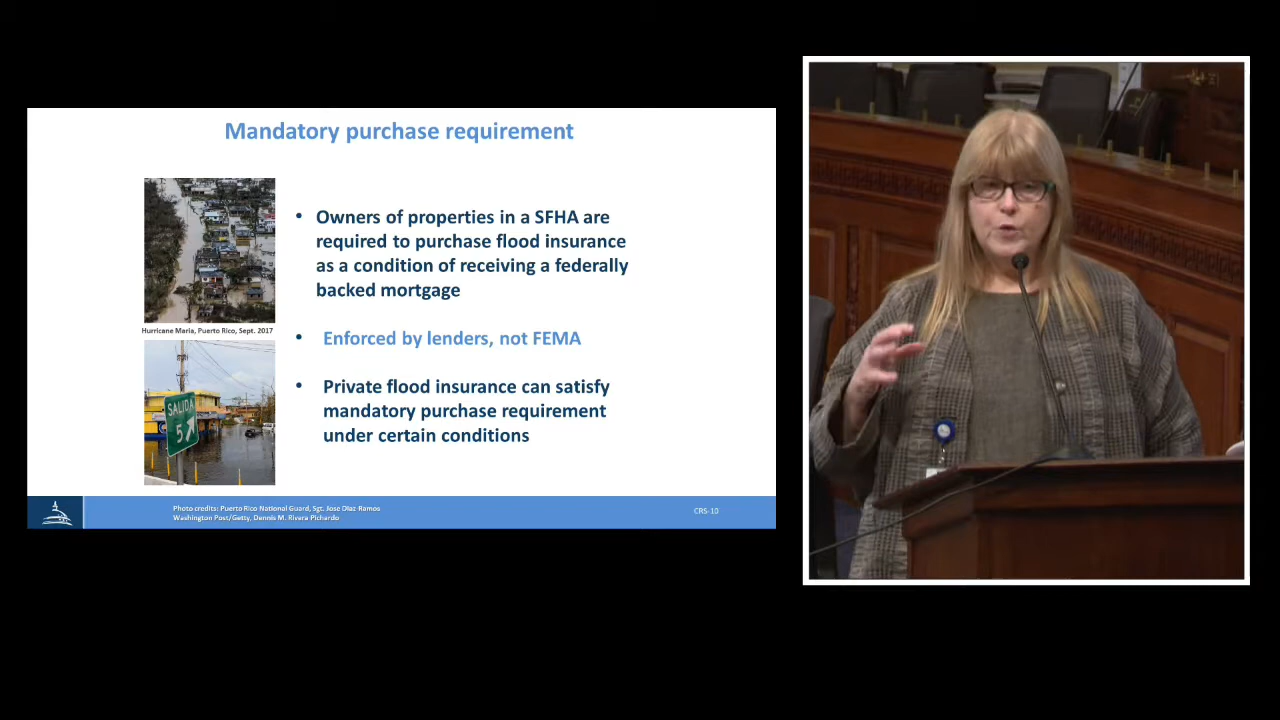 Mandatory purchase requirement
• Owners of properties in a SFHA are
required to purchase flood insurance
as a condition of receiving a federally
backed mortgage
Hurricane Maria, Puerto Rico, Sept. 2017
• Enforced by lenders, not FEMA
• Private flood insurance can satisfy
mandatory purchase requirement
under certain conditions
SALIDA
5
Photo credits: Puerto Rico National Guard, Sgt. Jose Diaz-Ramos
Washington Post/Getty, Dennis M. Rivera Pichardo
CRS-10